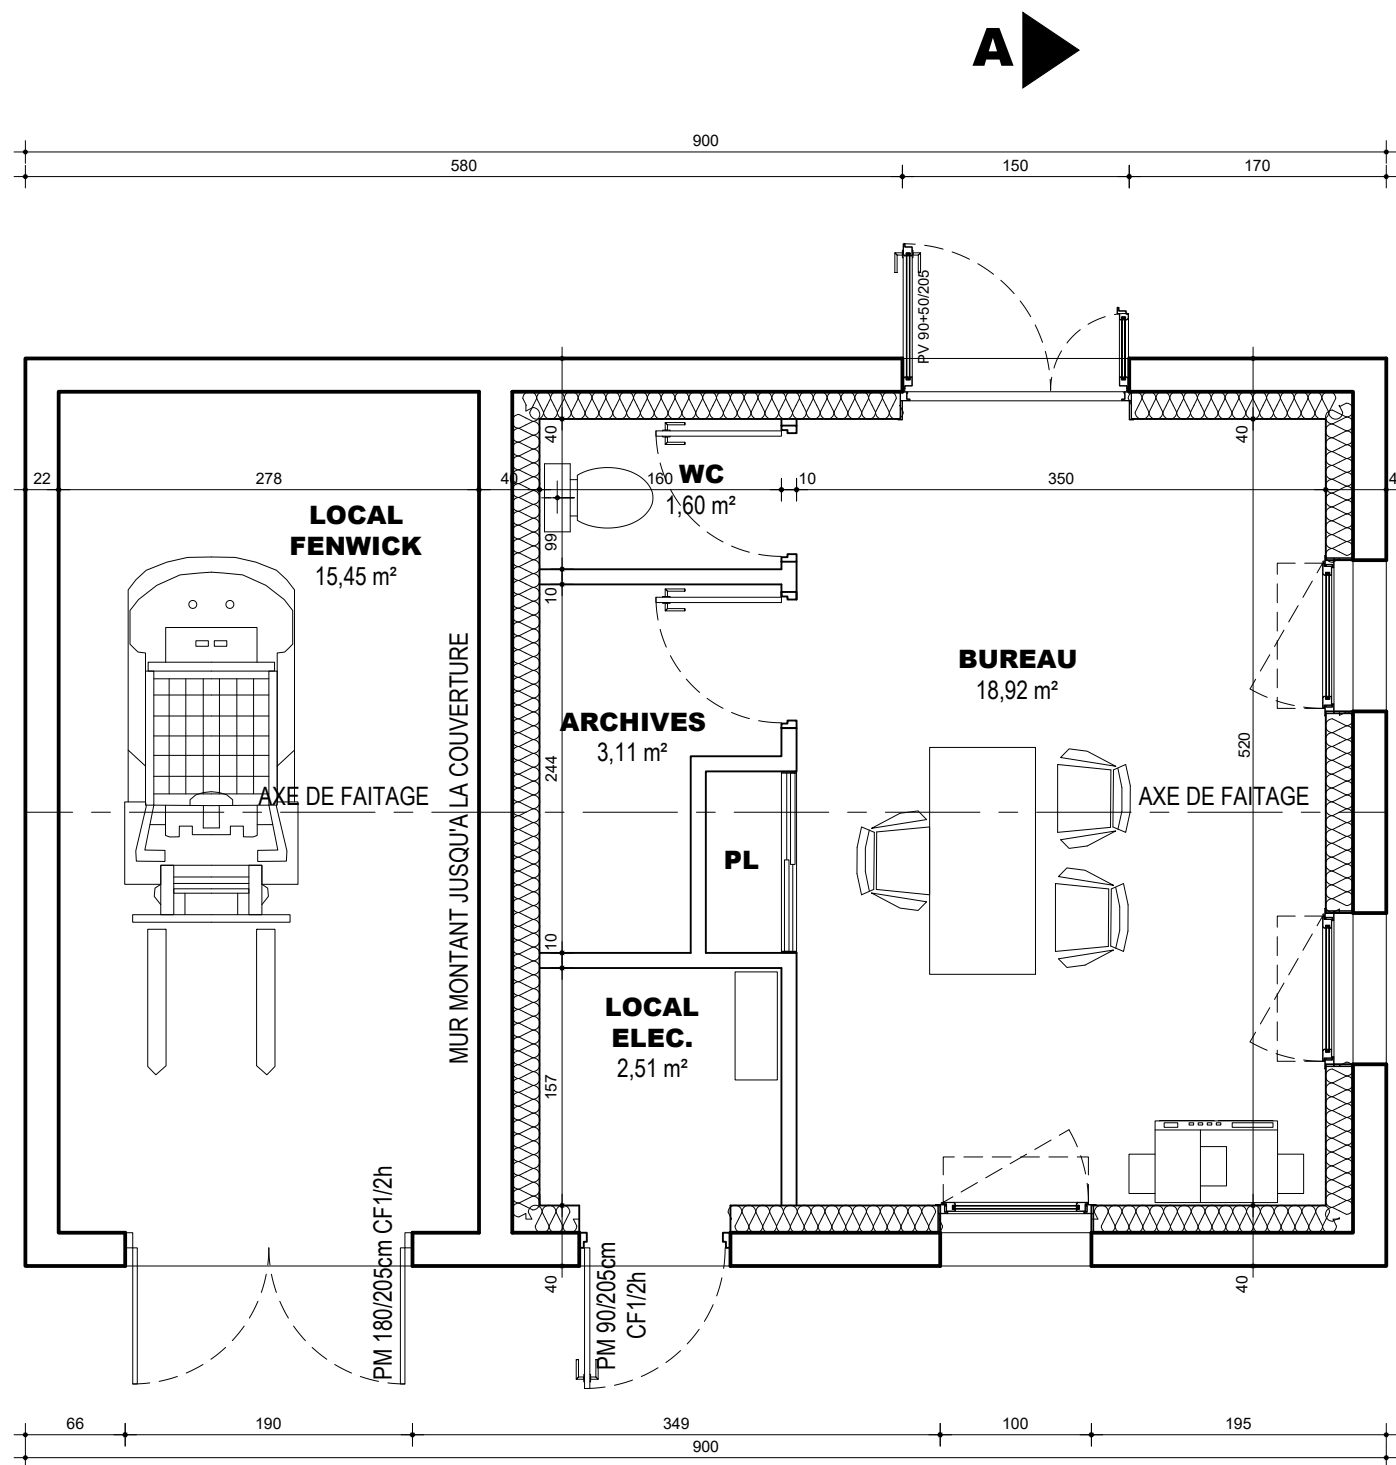 A
900
580
150
170
PV 90+50/205
40
40
22
278
40
160
10
350
4
WC
1,60 m²
LOCAL
FENWICK
15,45 m²
99
10
MUR MONTANT JUSQU'A LA COUVERTURE
BUREAU
18,92 m²
ARCHIVES
3,11 m²
244
520
AXE DE FAITAGE
AXE DE FAITAGE
PL
10
LOCAL
ELEC.
2,51 m²
157
PM 180/205cm CF1/2h
PM 90/205cm
CF1/2h
40
40
66
190
349
100
195
900